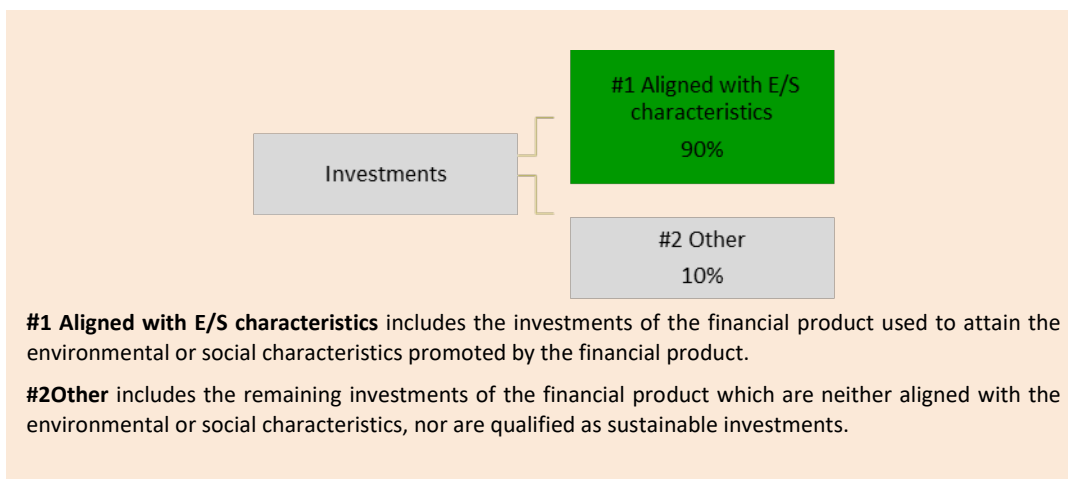 #1 Aligned with E/S
characteristics
90%
Investments
#2 Other
10%
#1 Aligned with E/S characteristics includes the investments of the financial product used to attain the
environmental or social characteristics promoted by the financial product.
#2Other includes the remaining investments of the financial product which are neither aligned with the
environmental or social characteristics, nor are qualified as sustainable investments.